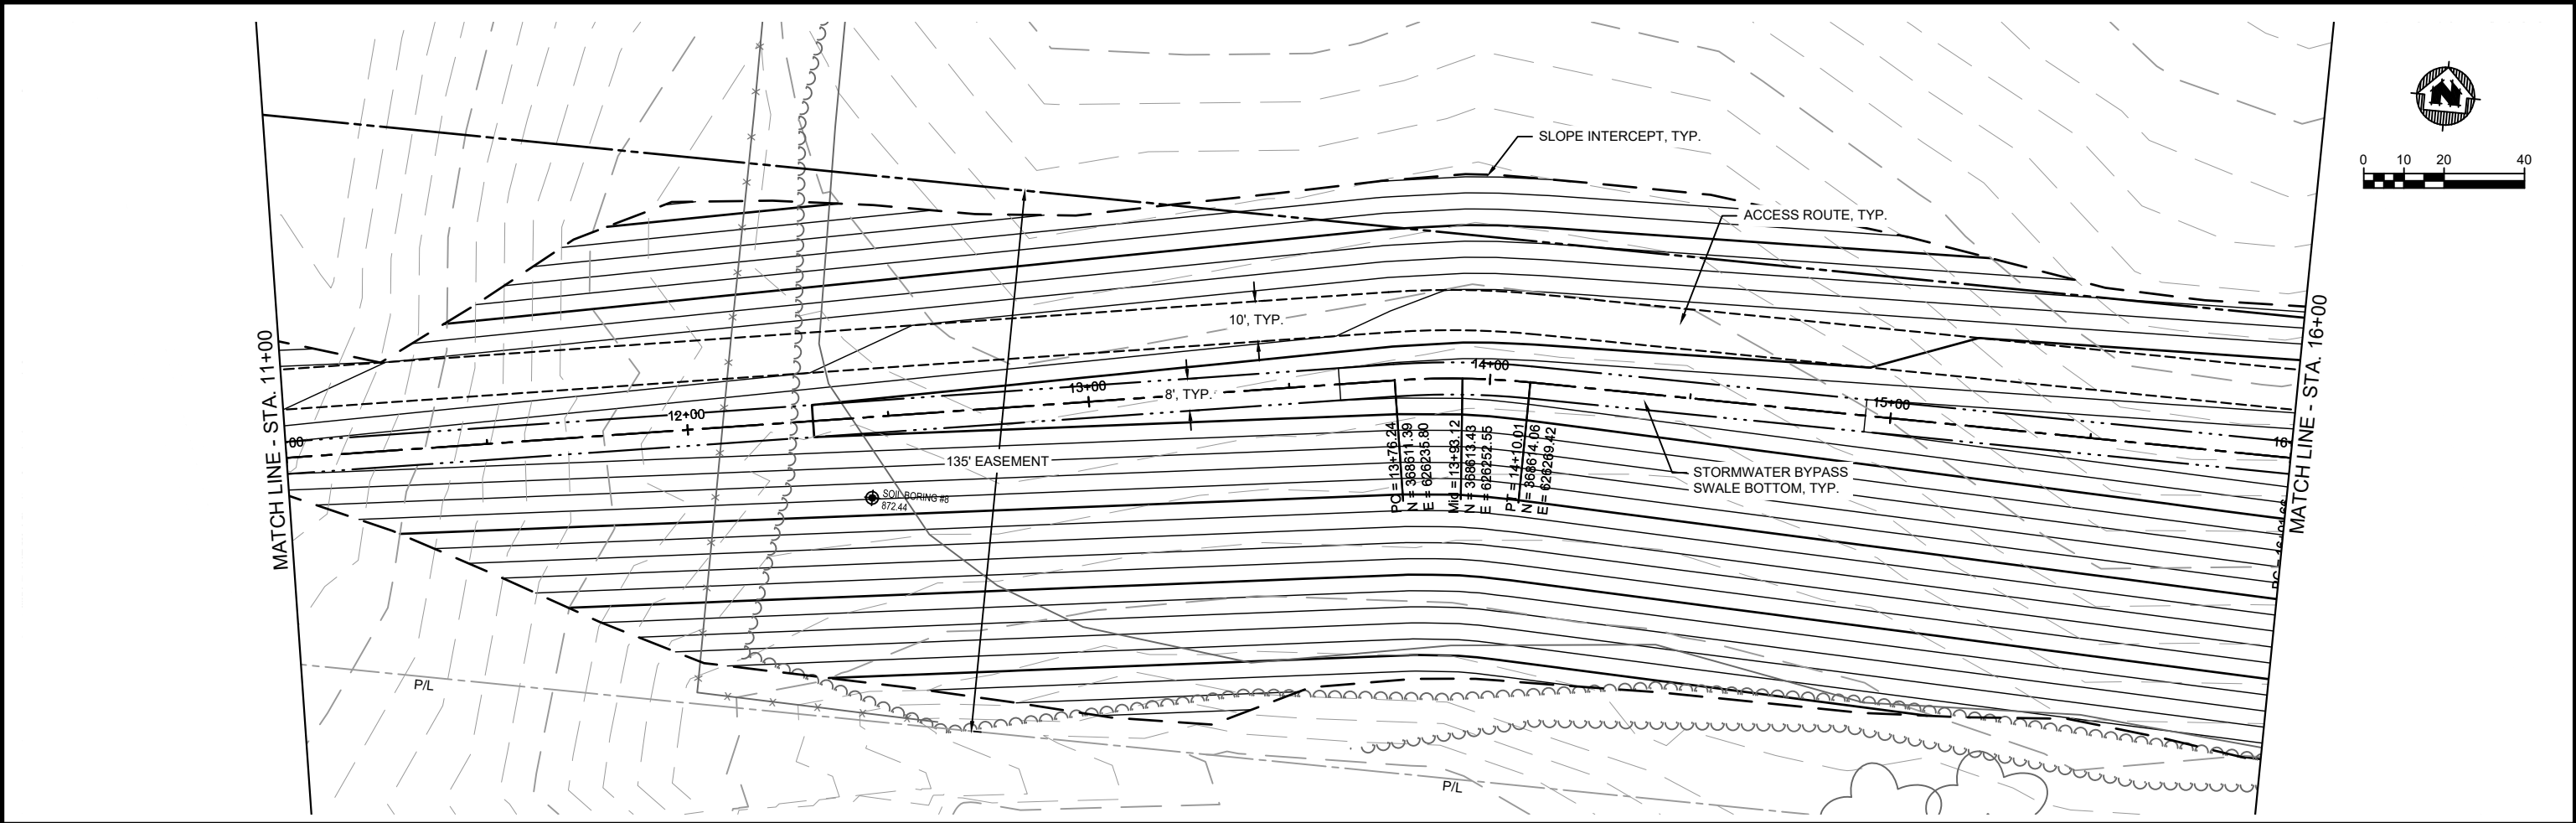 SLOPE INTERCEPT, TYP.
ACCESS ROUTE, TYP.
N
0 10 20 40
10', TYP.
8', TYP.
00
12+00
13+00
14+00
15+00
MATCH LINE - STA. 11+00
MATCH LINE - STA. 16+00
135' EASEMENT
SOIL BORING #8
872.44
PC = 13+76.24
N = 368611.39
E = 626235.80
Mid = 13+93.12
N = 368613.43
E = 626252.55
PT = 14+10.01
N = 368614.06
E = 626269.42
STORMWATER BYPASS
SWALE BOTTOM, TYP.
P/L
P/L